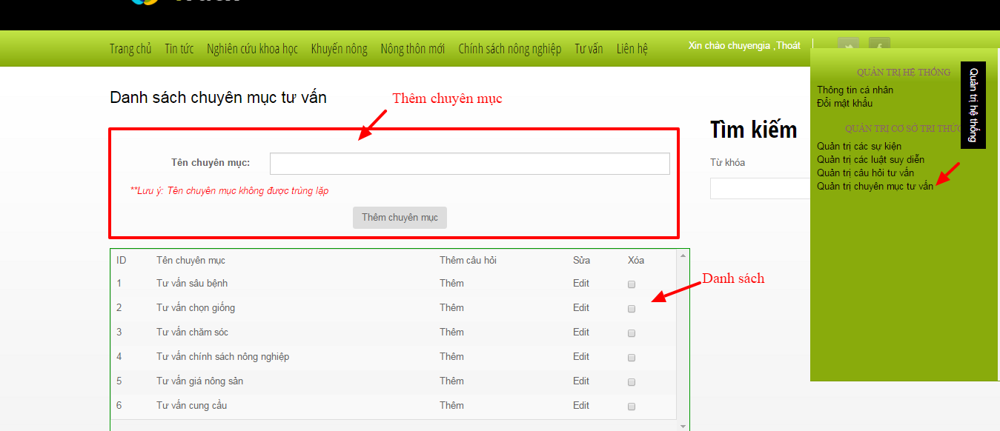 Trang chủ Tin tức Nghiên cứu khoa học Khuyến nông Nông thôn mới Chính sách nông nghiệp Tư vấn Liên hệ
Xin chào chuyengia ,Thoát
Danh sách chuyên mục tư vấn
Thêm chuyên mục
Tên chuyên mục:
**Lưu ý: Tên chuyên mục không được trùng lặp
Thêm chuyên mục
ID Tên chuyên mục Thêm câu hỏi Sửa Xóa
1 Tư vấn sâu bệnh Thêm Edit
2 Tư vấn chọn giống Thêm Edit
3 Tư vấn chăm sóc Thêm Edit
4 Tư vấn chính sách nông nghiệp Thêm Edit
5 Tư vấn giá nông sản Thêm Edit
6 Tư vấn cung cầu Thêm Edit
Danh sách
Tìm kiếm
Từ khóa
QUẢN TRỊ HỆ THỐNG
Thông tin cá nhân
Đổi mật khẩu
QUẢN TRỊ CƠ SỞ TRI THỨC
Quản trị các sự kiện
Quản trị các luật suy diễn
Quản trị câu hỏi tư vấn
Quản trị chuyên mục tư vấn
Quản trị hệ thống